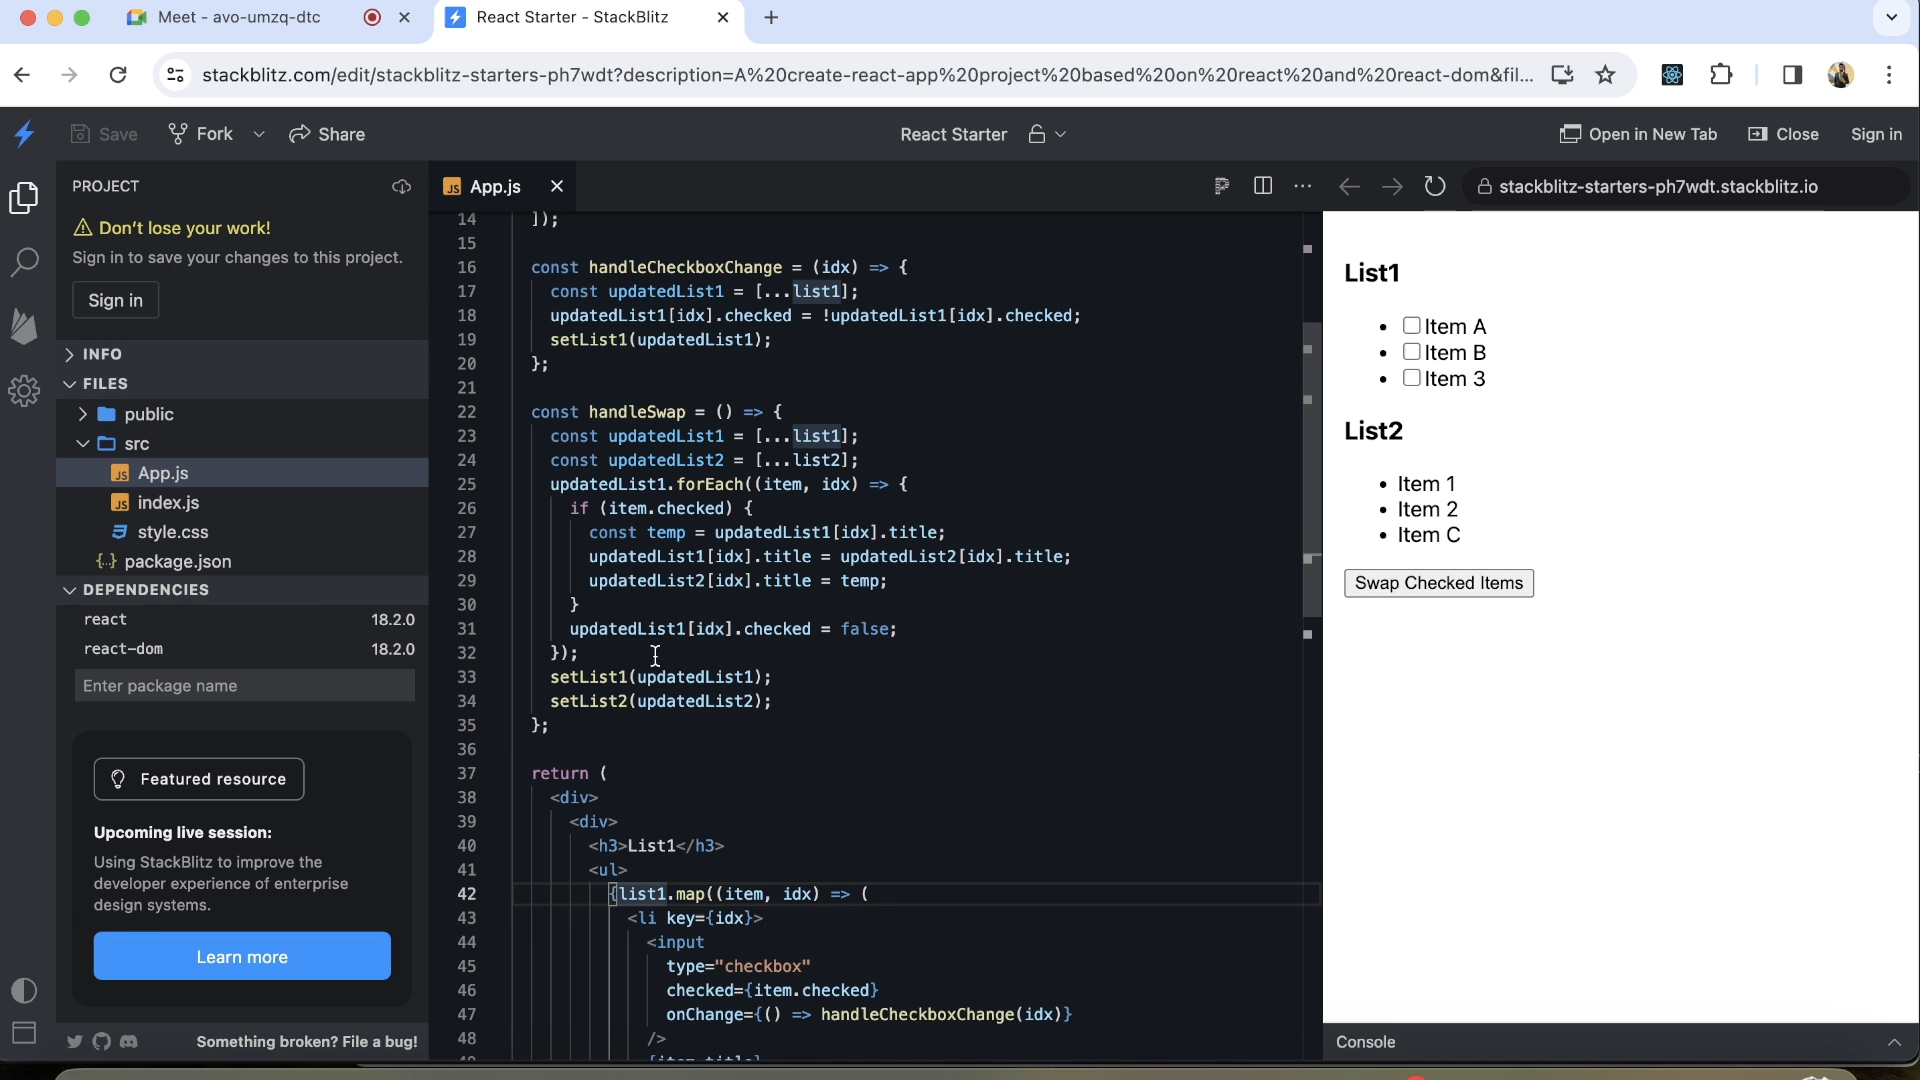 Meet - avo-umzq-dtc
React Starter - StackBlitz
stackblitz.com/edit/stackblitz-starters-ph7wdt?description=A%20create-react-app%20project%20based%20on%20react%20and%20react-dom&fil...
Save
Fork
Share
React Starter
Open in New Tab
Close
Sign in
PROJECT
Don't lose your work!
Sign in to save your changes to this project.
Sign in
INFO
FILES
public
src
JS App.js
JS index.js
style.css
{..} package.json
DEPENDENCIES
react 18.2.0
react-dom 18.2.0
Enter package name
Featured resource
Upcoming live session:
Using StackBlitz to improve the
developer experience of enterprise
design systems.
Learn more
Something broken? File a bug!
JS App.js
14 ]);
15
16 const handleCheckboxChange = (idx) => {
17 const updatedList1 = [...list1];
18 updatedList1[idx].checked = !updatedList1[idx].checked;
19 setList1(updatedList1);
20 };
21
22 const handleSwap = () => {
23 const updatedList1 = [...list1];
24 const updatedList2 = [...list2];
25 updatedList1.forEach((item, idx) => {
26 if (item.checked) {
27 const temp = updatedList1[idx].title;
28 updatedList1[idx].title = updatedList2[idx].title;
29 updatedList2[idx].title = temp;
30 }
31 updatedList1[idx].checked = false;
32 });
33 setList1(updatedList1);
34 setList2(updatedList2);
35 };
36
37 return (
38 <div>
39 <div>
40 <h3>List1</h3>
41 <ul>
42 {list1.map((item, idx) => (
43 <li key={idx}>
44 <input
45 type="checkbox"
46 checked={item.checked}
47 onChange={() => handleCheckboxChange(idx)}
48 />
stackblitz-starters-ph7wdt.stackblitz.io
List1
Item A
Item B
Item 3
List2
Item 1
Item 2
Item C
Swap Checked Items
Console